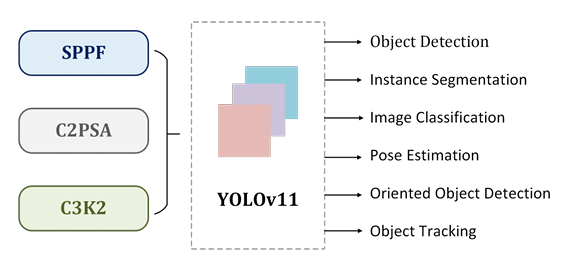 SPPF
C2PSA
C3K2
YOLOv11
Object Detection
Instance Segmentation
Image Classification
Pose Estimation
Oriented Object Detection
Object Tracking